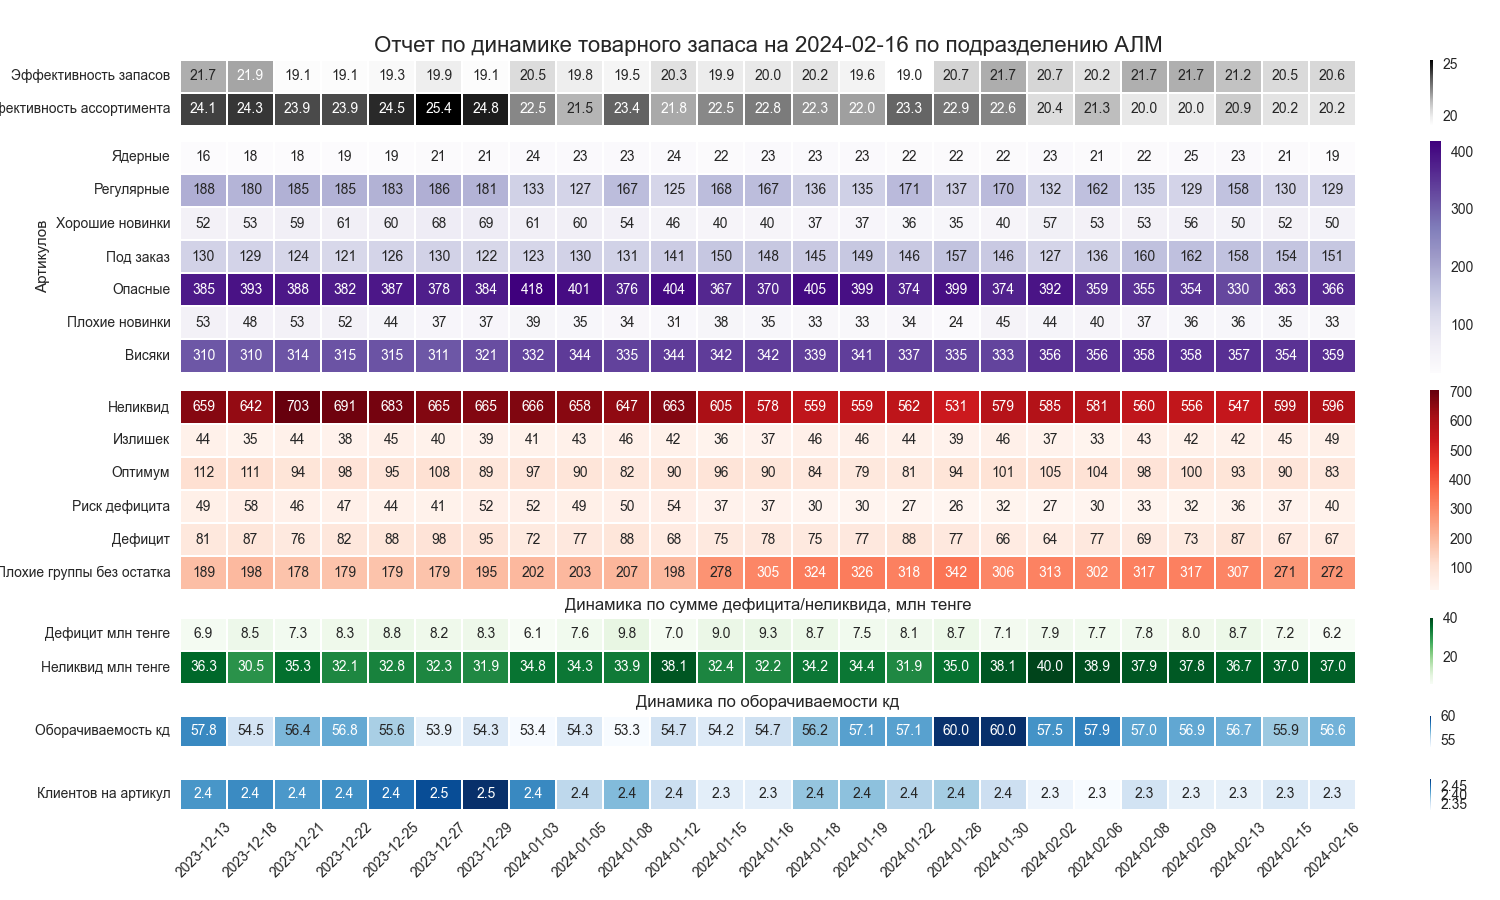 Отчет по динамике товарного запаса на 2024-02-16 по подразделению АЛМ
Эффективность запасов 21.7 21.9 19.1 19.1 19.3 19.9 19.1 20.5 19.8 19.5 20.3 19.9 20.0 20.2 19.6 19.0 20.7 21.7 20.7 20.2 21.7 21.7 21.2 20.5 20.6
фективность ассортимента 24.1 24.3 23.9 23.9 24.5 25.4 24.8 22.5 21.5 23.4 21.8 22.5 22.8 22.3 22.0 23.3 22.9 22.6 20.4 21.3 20.0 20.0 20.9 20.2 20.2
25
20
Артикулов
Ядерные 16 18 18 19 19 21 21 24 23 23 24 22 23 23 23 22 22 22 23 21 22 25 23 21 19
Регулярные 188 180 185 185 183 186 181 133 127 167 125 168 167 136 135 171 137 170 132 162 135 129 158 130 129
Хорошие новинки 52 53 59 61 60 68 69 61 60 54 46 40 40 37 37 36 35 40 57 53 53 56 50 52 50
Под заказ 130 129 124 121 126 130 122 123 130 131 141 150 148 145 149 146 157 146 127 136 160 162 158 154 151
Опасные 385 393 388 382 387 378 384 418 401 376 404 367 370 405 399 374 399 374 392 359 355 354 330 363 366
Плохие новинки 53 48 53 52 44 37 37 39 35 34 31 38 35 33 33 34 24 45 44 40 37 36 36 35 33
Висяки 310 310 314 315 315 311 321 332 344 335 344 342 342 339 341 337 335 333 356 356 358 358 357 354 359
400
300
200
100
Неликвид 659 642 703 691 683 665 665 666 658 647 663 605 578 559 559 562 531 579 585 581 560 556 547 599 596
Излишек 44 35 44 38 45 40 39 41 43 46 42 36 37 46 46 44 39 46 37 33 43 42 42 45 49
Оптимум 112 111 94 98 95 108 89 97 90 82 90 96 90 84 79 81 94 101 105 104 98 100 93 90 83
Риск дефицита 49 58 46 47 44 41 52 52 49 50 54 37 37 30 30 27 26 32 27 30 33 32 36 37 40
Дефицит 81 87 76 82 88 98 95 72 77 88 68 75 78 75 77 88 77 66 64 77 69 73 87 67 67
Плохие группы без остатка 189 198 178 179 179 179 195 202 203 207 198 278 305 324 326 318 342 306 313 302 317 317 307 271 272
700
600
500
400
300
200
100
Динамика по сумме дефицита/неликвида, млн тенге
Дефицит млн тенге 6.9 8.5 7.3 8.3 8.8 8.2 8.3 6.1 7.6 9.8 7.0 9.0 9.3 8.7 7.5 8.1 8.7 7.1 7.9 7.7 7.8 8.0 8.7 7.2 6.2
Неликвид млн тенге 36.3 30.5 35.3 32.1 32.8 32.3 31.9 34.8 34.3 33.9 38.1 32.4 32.2 34.2 34.4 31.9 35.0 38.1 40.0 38.9 37.9 37.8 36.7 37.0 37.0
40
20
Динамика по оборачиваемости кд
Оборачиваемость кд 57.8 54.5 56.4 56.8 55.6 53.9 54.3 53.4 54.3 53.3 54.7 54.2 54.7 56.2 57.1 57.1 60.0 60.0 57.5 57.9 57.0 56.9 56.7 55.9 56.6
60
55
Клиентов на артикул 2.4 2.4 2.4 2.4 2.4 2.5 2.5 2.4 2.4 2.4 2.4 2.3 2.3 2.4 2.4 2.4 2.4 2.4 2.3 2.3 2.3 2.3 2.3 2.3 2.3
2.45
2.40
2.35
2023-12-13 2023-12-18 2023-12-21 2023-12-22 2023-12-25 2023-12-27 2023-12-29 2024-01-03 2024-01-05 2024-01-08 2024-01-12 2024-01-15 2024-01-16 2024-01-18 2024-01-19 2024-01-22 2024-01-26 2024-01-30 2024-02-02 2024-02-06 2024-02-08 2024-02-09 2024-02-13 2024-02-15 2024-02-16